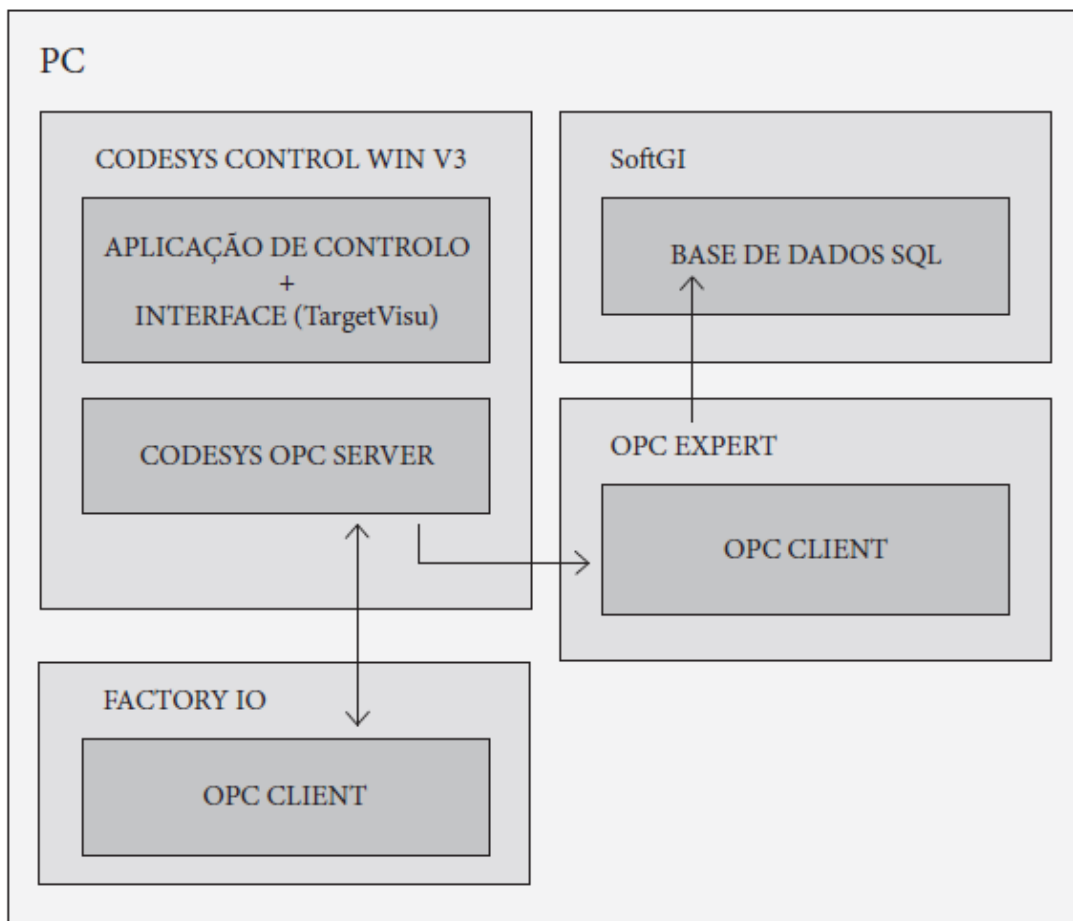 PC
CODESYS CONTROL WIN V3
APLICAÇÃO DE CONTROLO
+
INTERFACE (TargetVisu)
CODESYS OPC SERVER
FACTORY IO
OPC CLIENT
SoftGI
BASE DE DADOS SQL
OPC EXPERT
OPC CLIENT